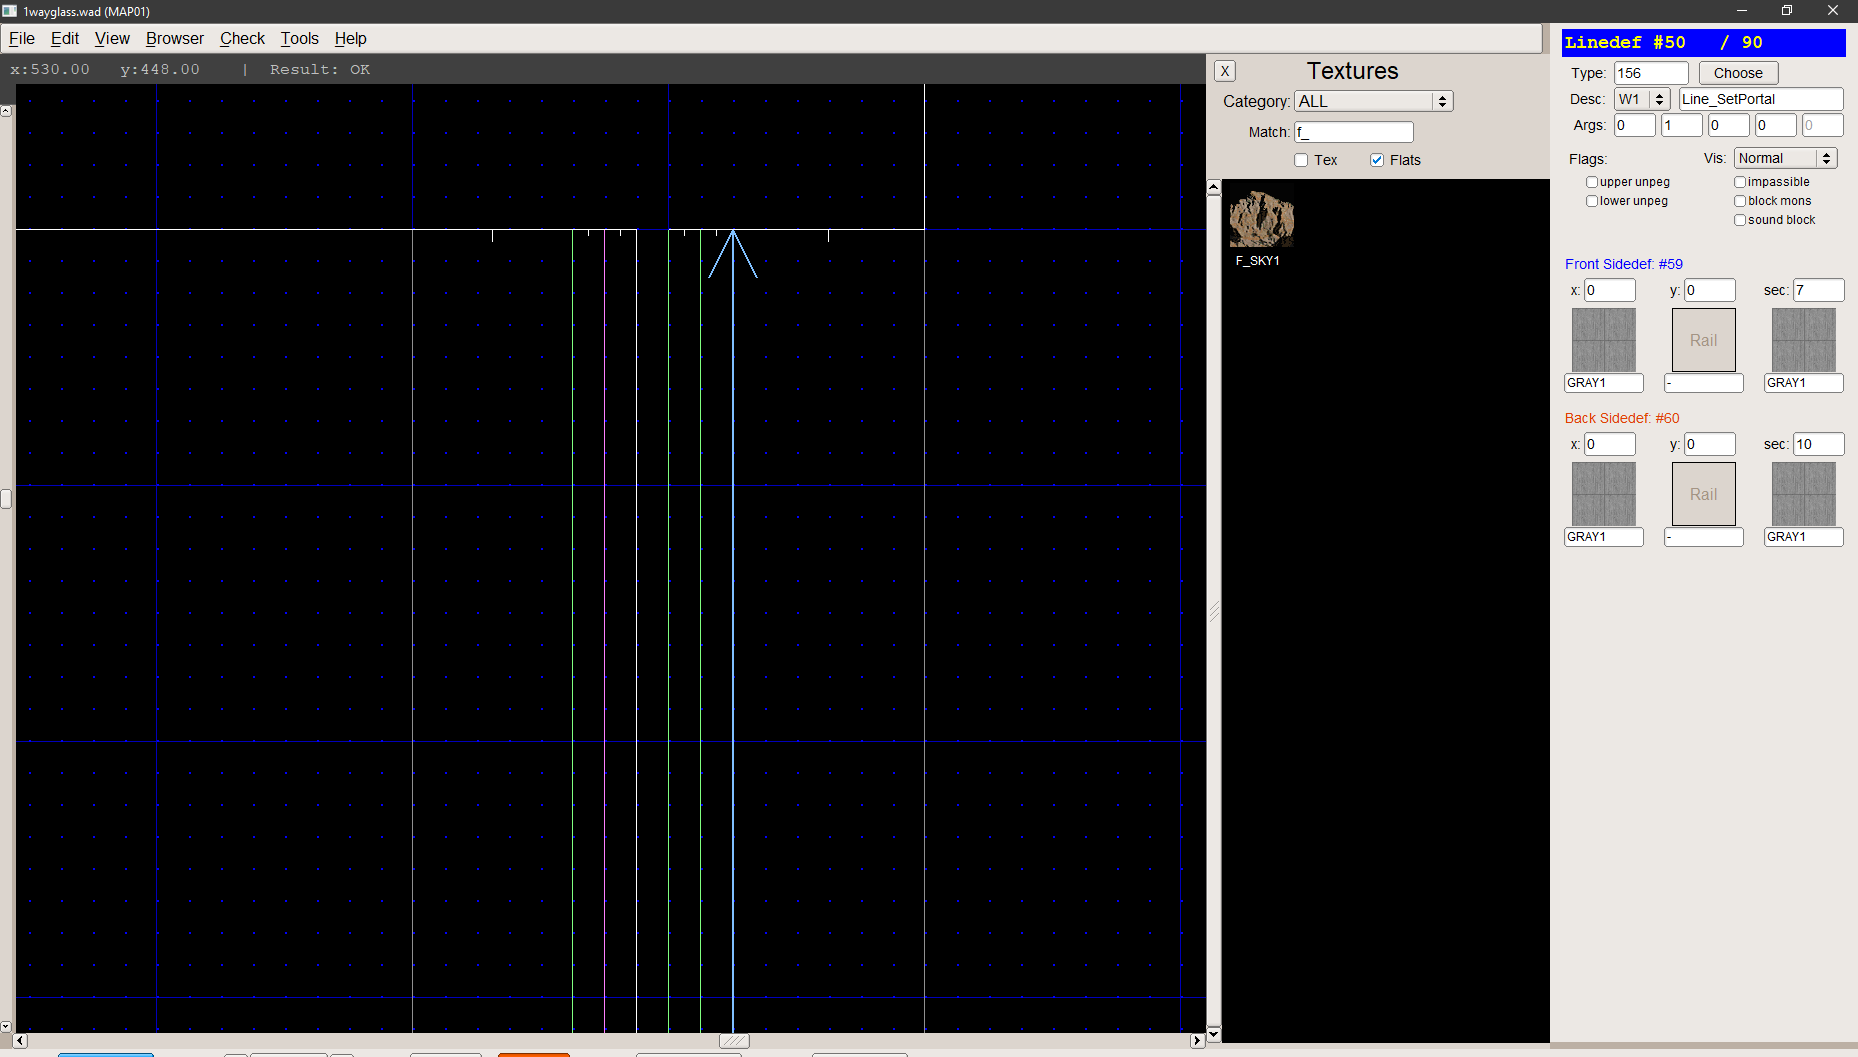 1wayglass.wad (MAP01)
File Edit View Browser Check Tools Help
x:530.00 y:448.00 | Result: OK
X Textures
Category: ALL
Match: f_
Tex Flats
F_SKY1
Linedef #50 / 90
Type: 156 Choose
Desc: W1 Line_SetPortal
Args: 0 1 0 0 0
Flags: Vis: Normal
upper unpeg impassible
lower unpeg block mons
sound block
Front Sidedef: #59
x: 0 y: 0 sec: 7
Rail
GRAY1 - GRAY1
Back Sidedef: #60
x: 0 y: 0 sec: 10
Rail
GRAY1 - GRAY1